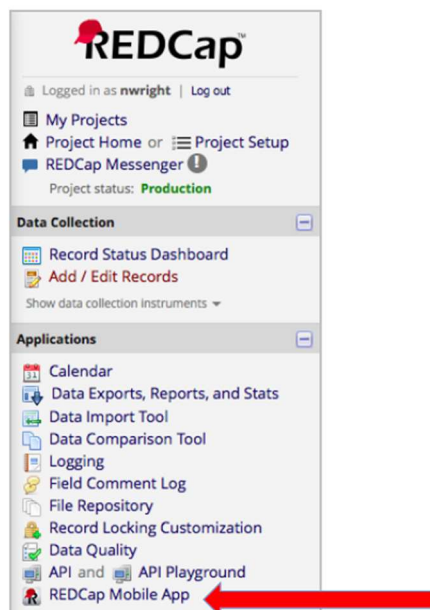 REDCap
Logged in as nwright | Log out
My Projects
Project Home or Project Setup
REDCap Messenger
Project status: Production
Data Collection
Record Status Dashboard
Add / Edit Records
Show data collection instruments
Applications
31 Calendar
Data Exports, Reports, and Stats
Data Import Tool
Data Comparison Tool
Logging
Field Comment Log
File Repository
Record Locking Customization
Data Quality
API and API Playground
REDCap Mobile App